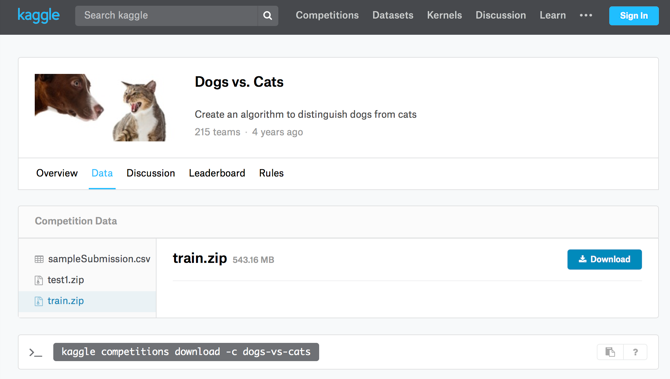 kaggle Search kaggle Competitions Datasets Kernels Discussion Learn ••• Sign In
Dogs vs. Cats
Create an algorithm to distinguish dogs from cats
215 teams · 4 years ago
Overview Data Discussion Leaderboard Rules
Competition Data
sampleSubmission.csv
test1.zip
train.zip
train.zip 543.16 MB Download
>_ kaggle competitions download -c dogs-vs-cats ?